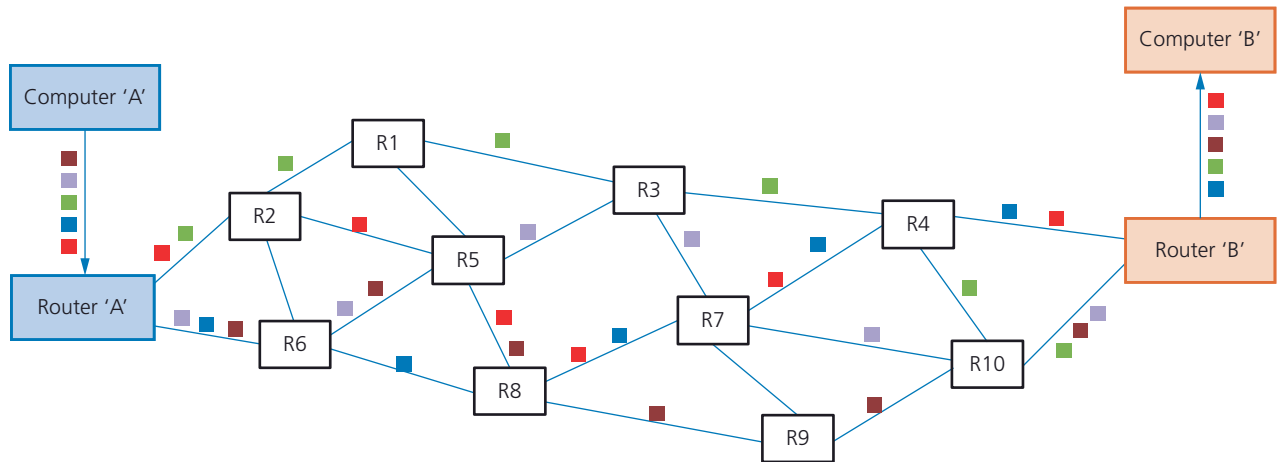 Computer ‘A’
Computer ‘B’
Router ‘A’
Router ‘B’
R1
R2
R3
R4
R5
R6
R7
R8
R9
R10